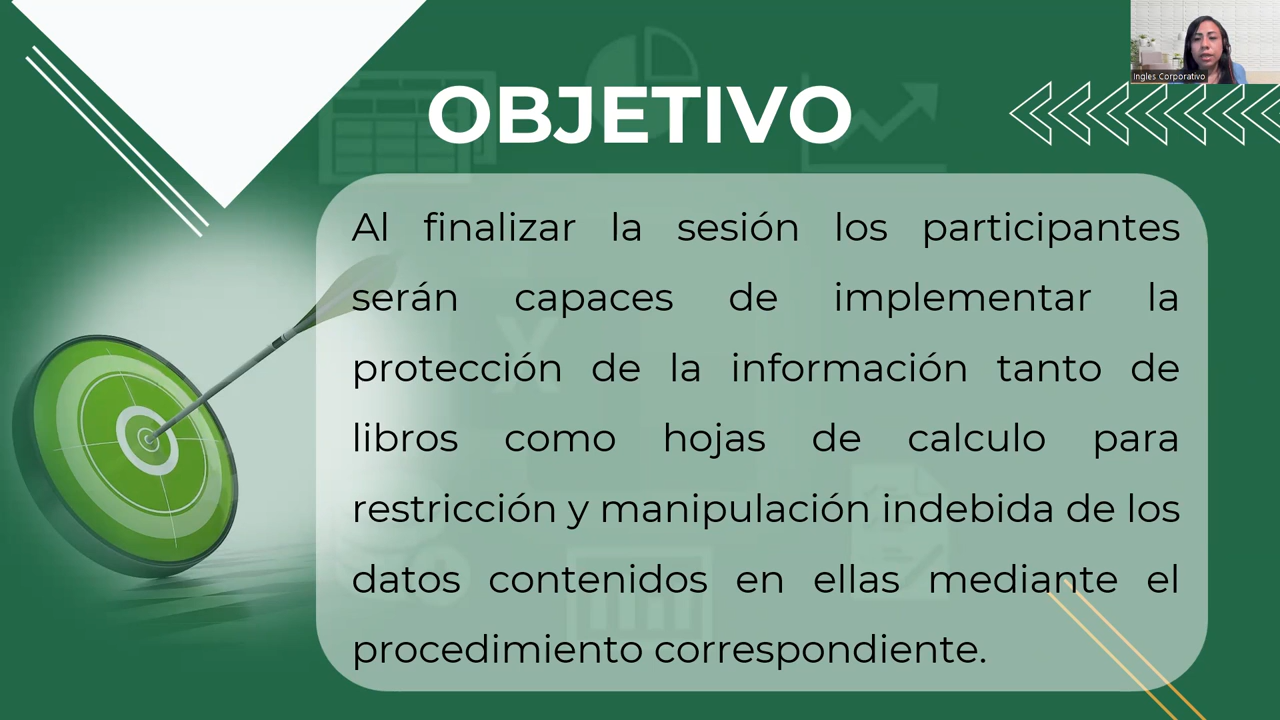 Ingles Corporativo
OBJETIVO
Al finalizar la sesión los participantes
serán capaces de implementar la
protección de la información tanto de
libros como hojas de calculo para
restricción y manipulación indebida de los
datos contenidos en ellas mediante el
procedimiento correspondiente.